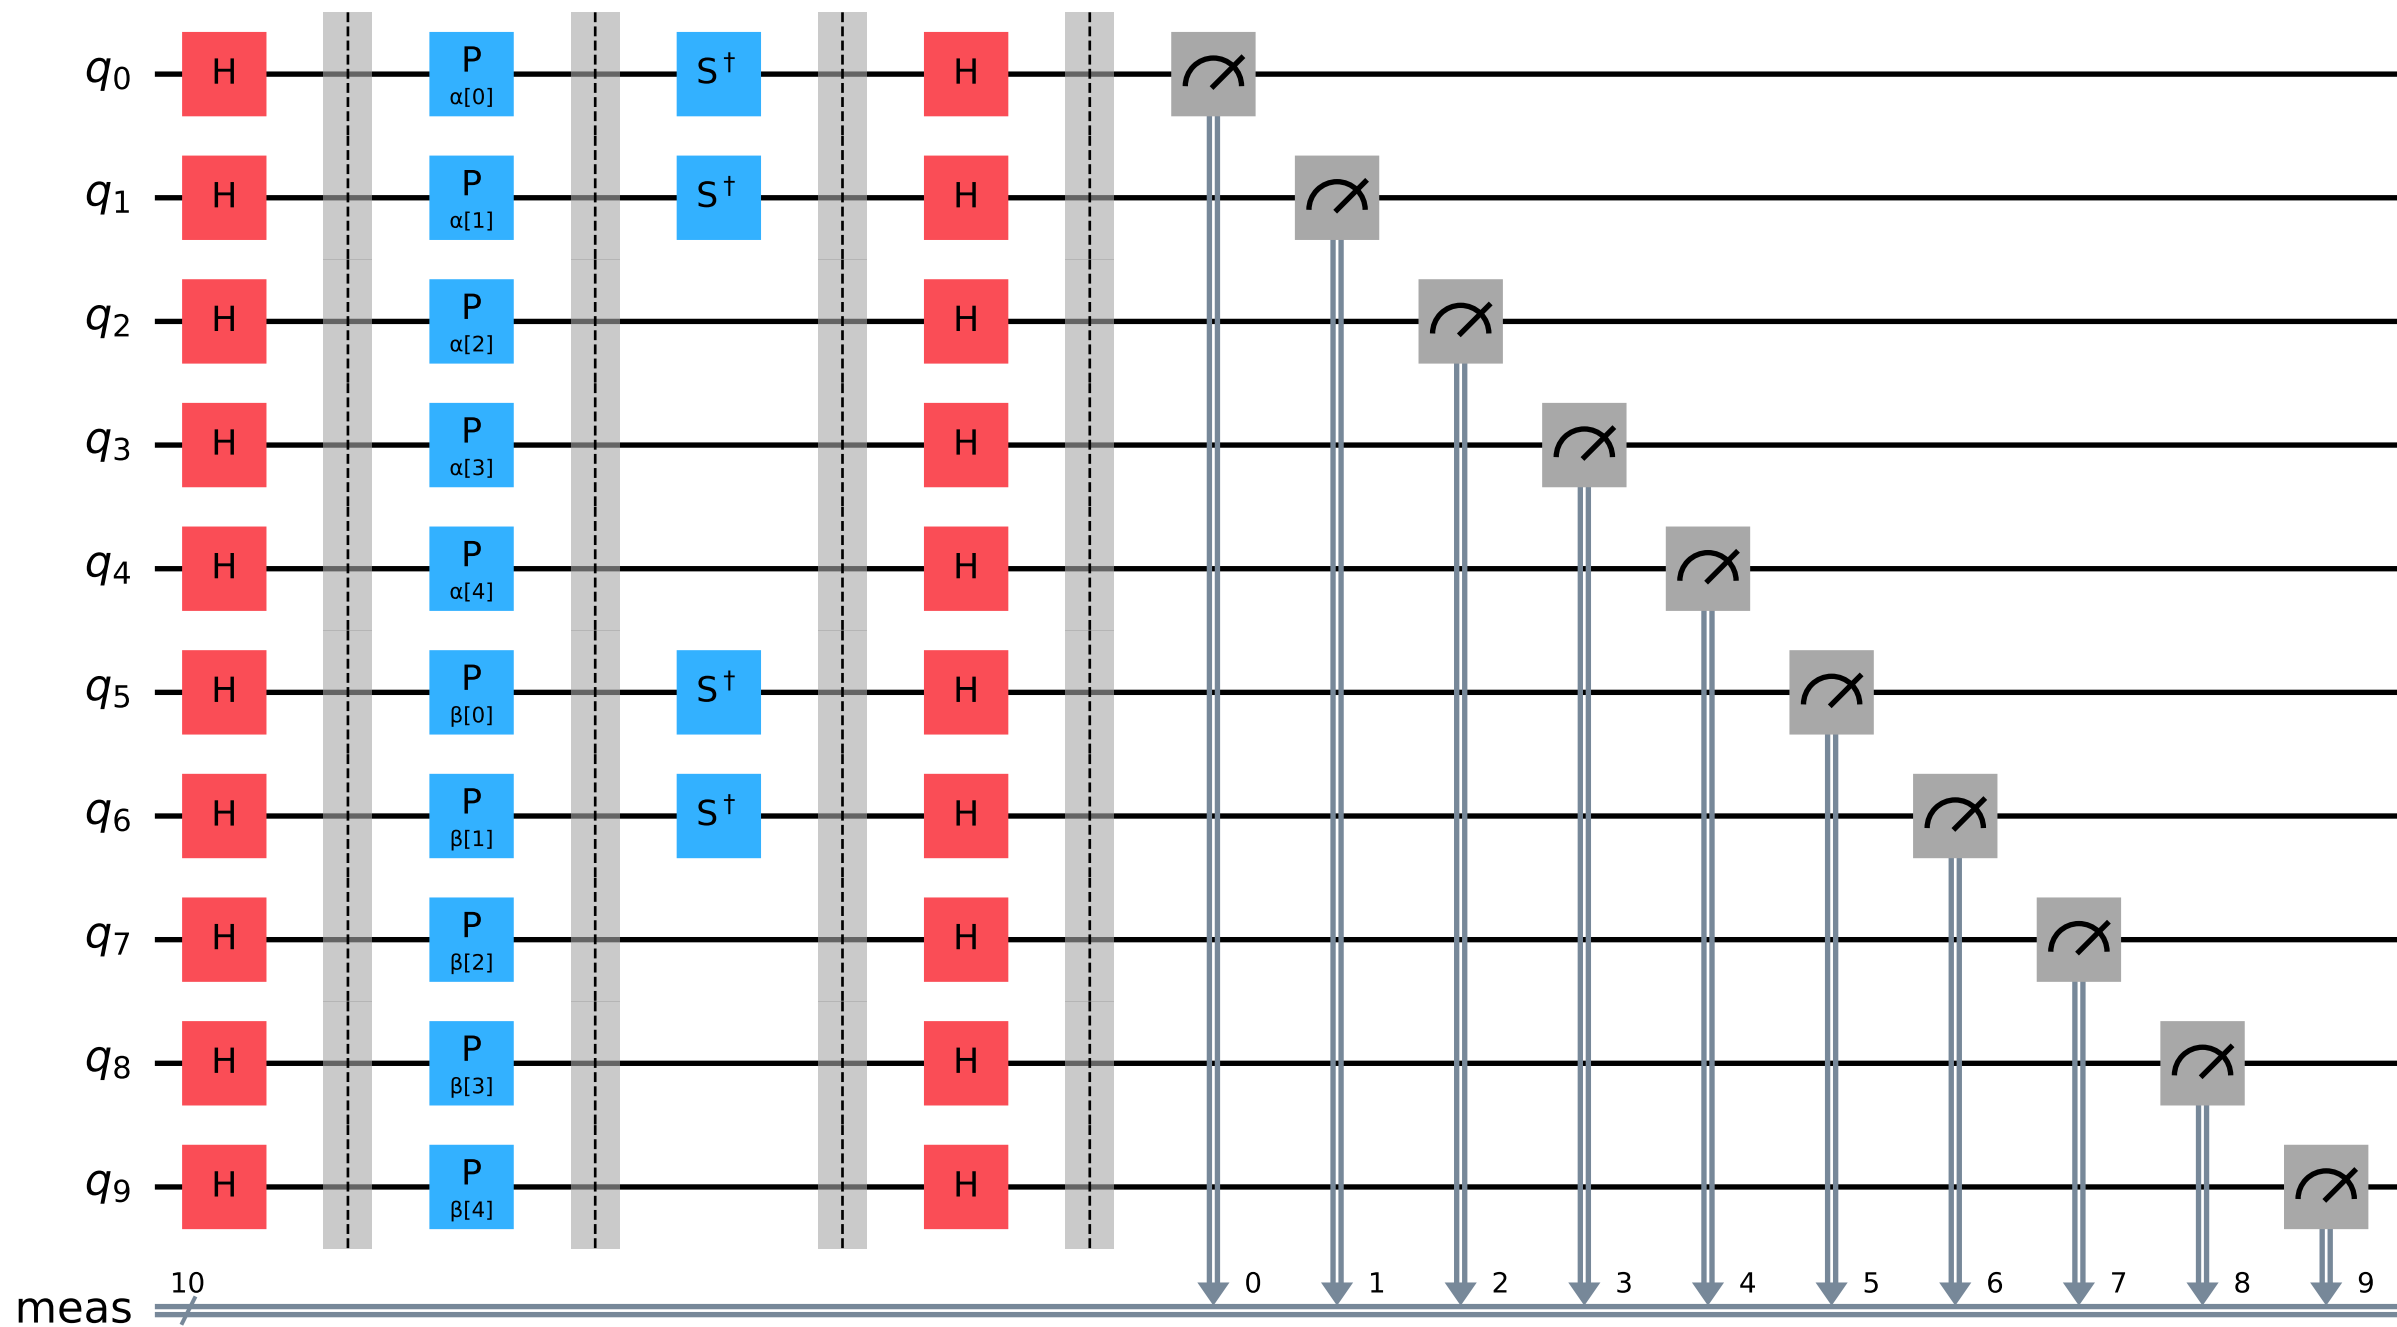 q0 H P α[0] S† H
q1 H P α[1] S† H
q2 H P α[2] H
q3 H P α[3] H
q4 H P α[4] H
q5 H P β[0] S† H
q6 H P β[1] S† H
q7 H P β[2] H
q8 H P β[3] H
q9 H P β[4] H
10 0 1 2 3 4 5 6 7 8 9
meas